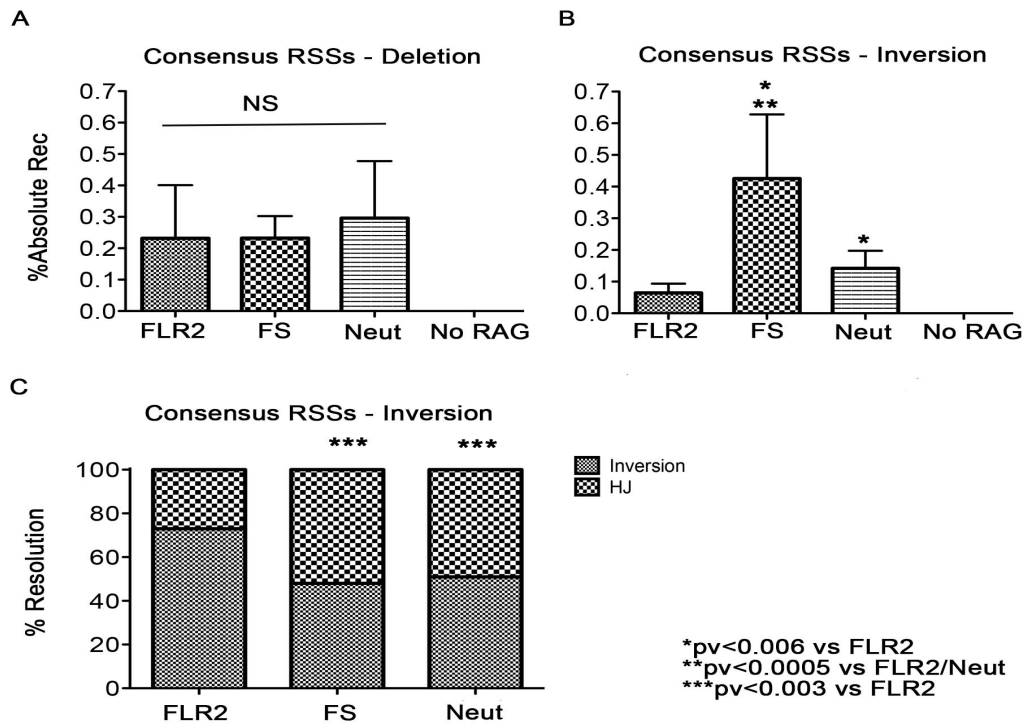 A
Consensus RSSs - Deletion
%Absolute Rec
0.7
0.6
0.5
0.4
0.3
0.2
0.1
0.0
NS
FLR2 FS Neut No RAG
B
Consensus RSSs - Inversion
0.7
0.6
0.5
0.4
0.3
0.2
0.1
0.0
*
**
*
FLR2 FS Neut No RAG
C
Consensus RSSs - Inversion
*** ***
% Resolution
100
80
60
40
20
0
FLR2 FS Neut
Inversion
HJ
*pv<0.006 vs FLR2
**pv<0.0005 vs FLR2/Neut
***pv<0.003 vs FLR2